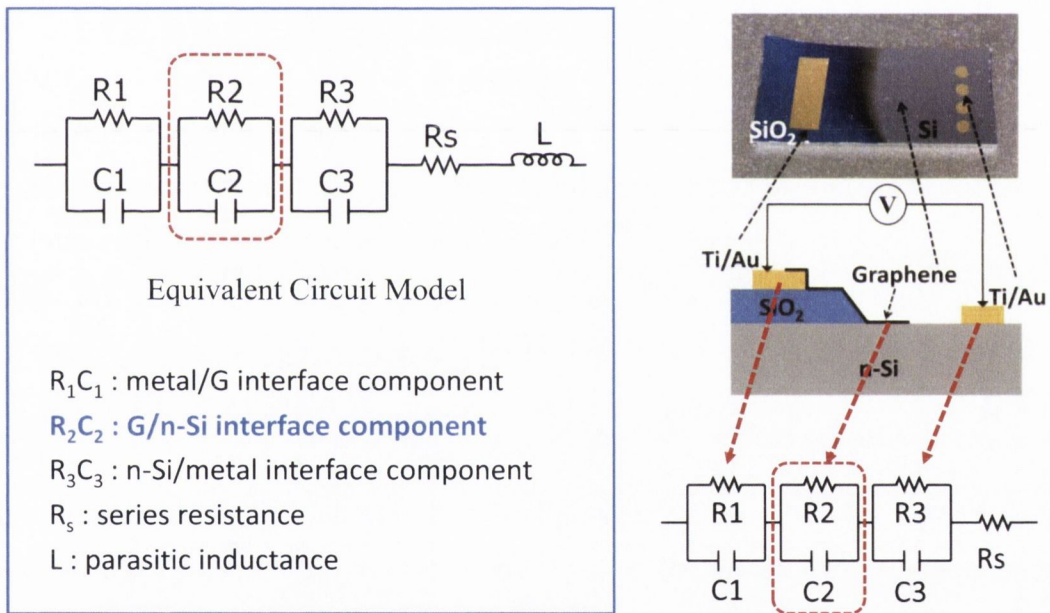 R1 R2 R3
Rs L
C1 C2 C3
Equivalent Circuit Model
R₁C₁ : metal/G interface component
R₂C₂ : G/n-Si interface component
R₃C₃ : n-Si/metal interface component
Rₛ : series resistance
L : parasitic inductance
SiO₂ Si
V
Ti/Au Graphene Ti/Au
SiO₂
n-Si
R1 R2 R3
Rs
C1 C2 C3